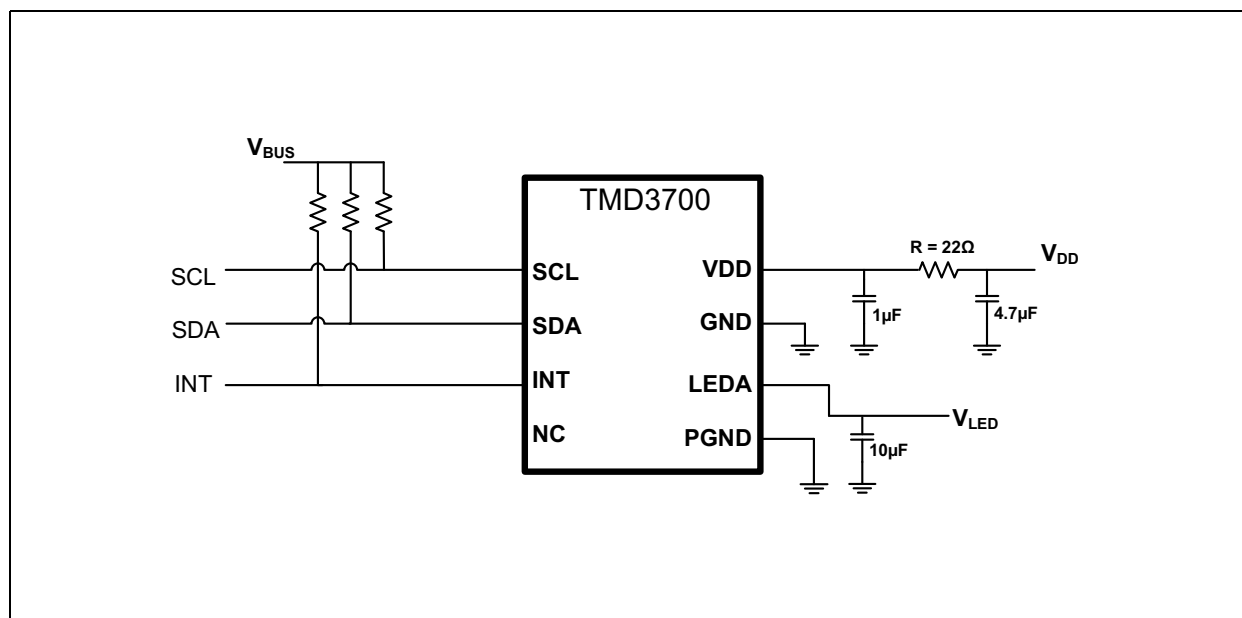 V_BUS
TMD3700
SCL
SDA
INT
SCL
SDA
INT
NC
VDD
GND
LEDA
PGND
R = 22Ω
V_DD
1µF
4.7µF
V_LED
10µF